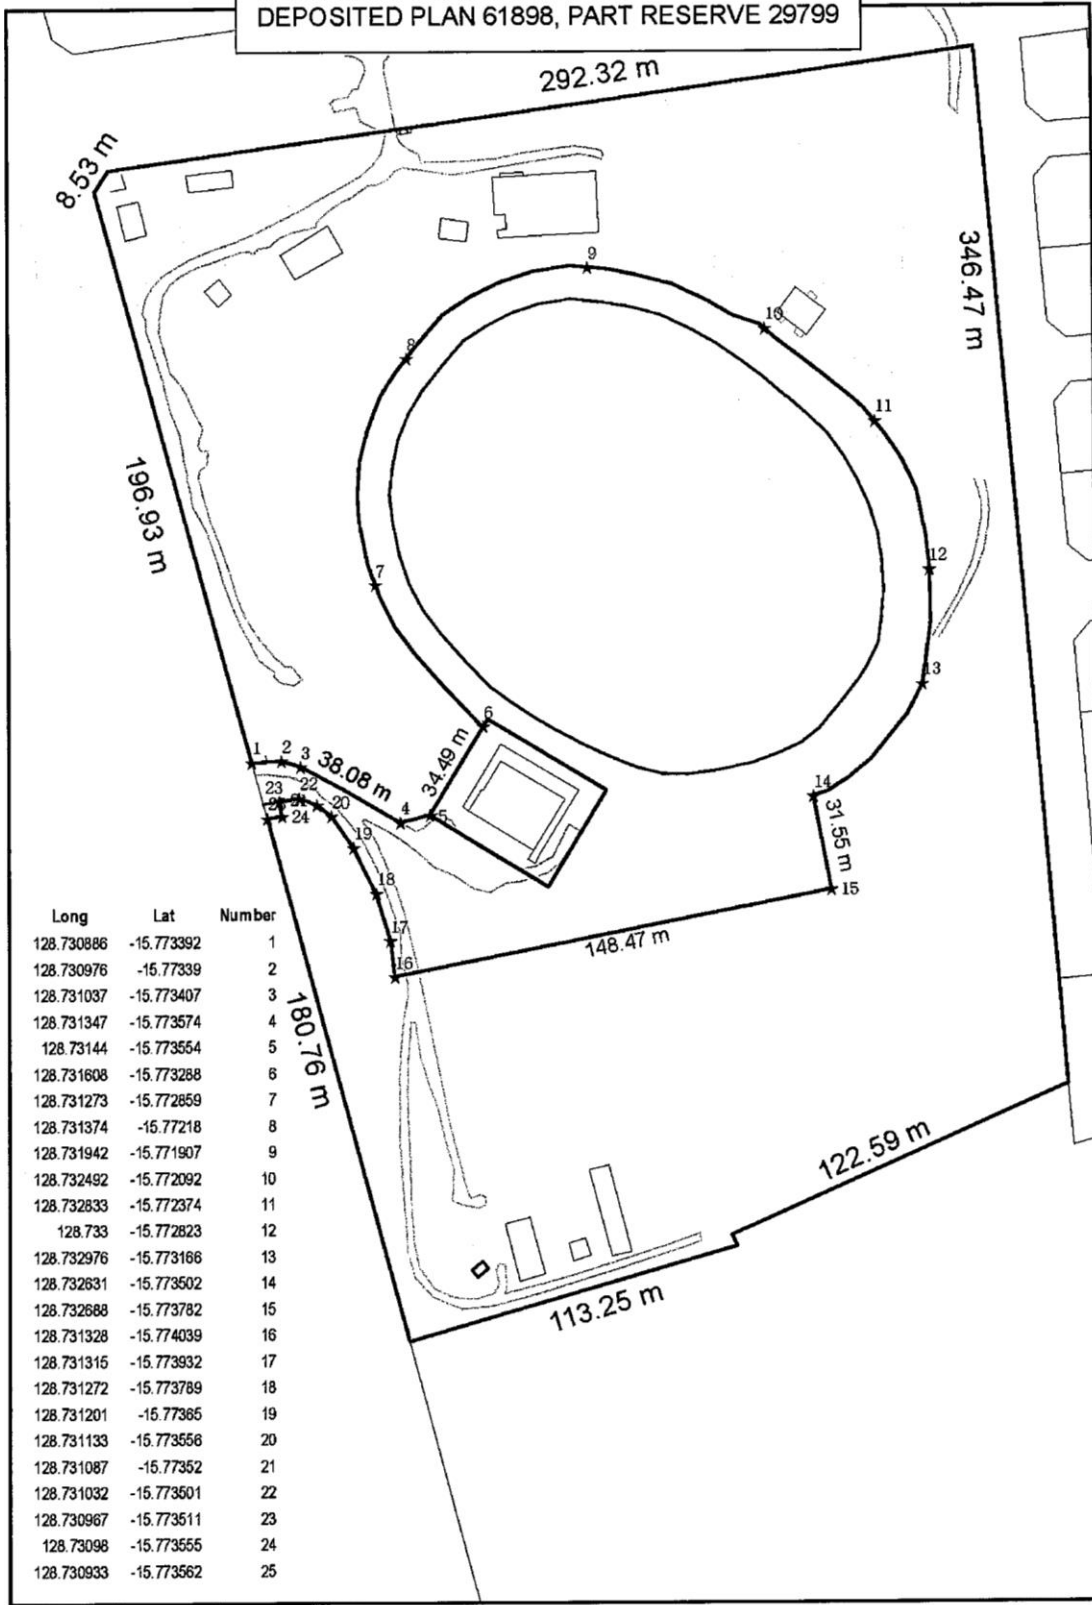 DEPOSITED PLAN 61898, PART RESERVE 29799
292.32 m
8.53 m
346.47 m
9
10
8
11
196.93 m
12
7
13
6
34.49 m
1
2
3
38.08 m
14
4
5
23
22
20
24
31.55 m
19
15
18
17
148.47 m
16
180.76 m
122.59 m
113.25 m
Long Lat Number
128.730886 -15.773392 1
128.730976 -15.77339 2
128.731037 -15.773407 3
128.731347 -15.773574 4
128.73144 -15.773554 5
128.731608 -15.773288 6
128.731273 -15.772859 7
128.731374 -15.77218 8
128.731942 -15.771907 9
128.732492 -15.772092 10
128.732833 -15.772374 11
128.733 -15.772823 12
128.732976 -15.773166 13
128.732631 -15.773502 14
128.732688 -15.773782 15
128.731328 -15.774039 16
128.731315 -15.773932 17
128.731272 -15.773789 18
128.731201 -15.77365 19
128.731133 -15.773556 20
128.731087 -15.77352 21
128.731032 -15.773501 22
128.730967 -15.773511 23
128.73098 -15.773555 24
128.730933 -15.773562 25